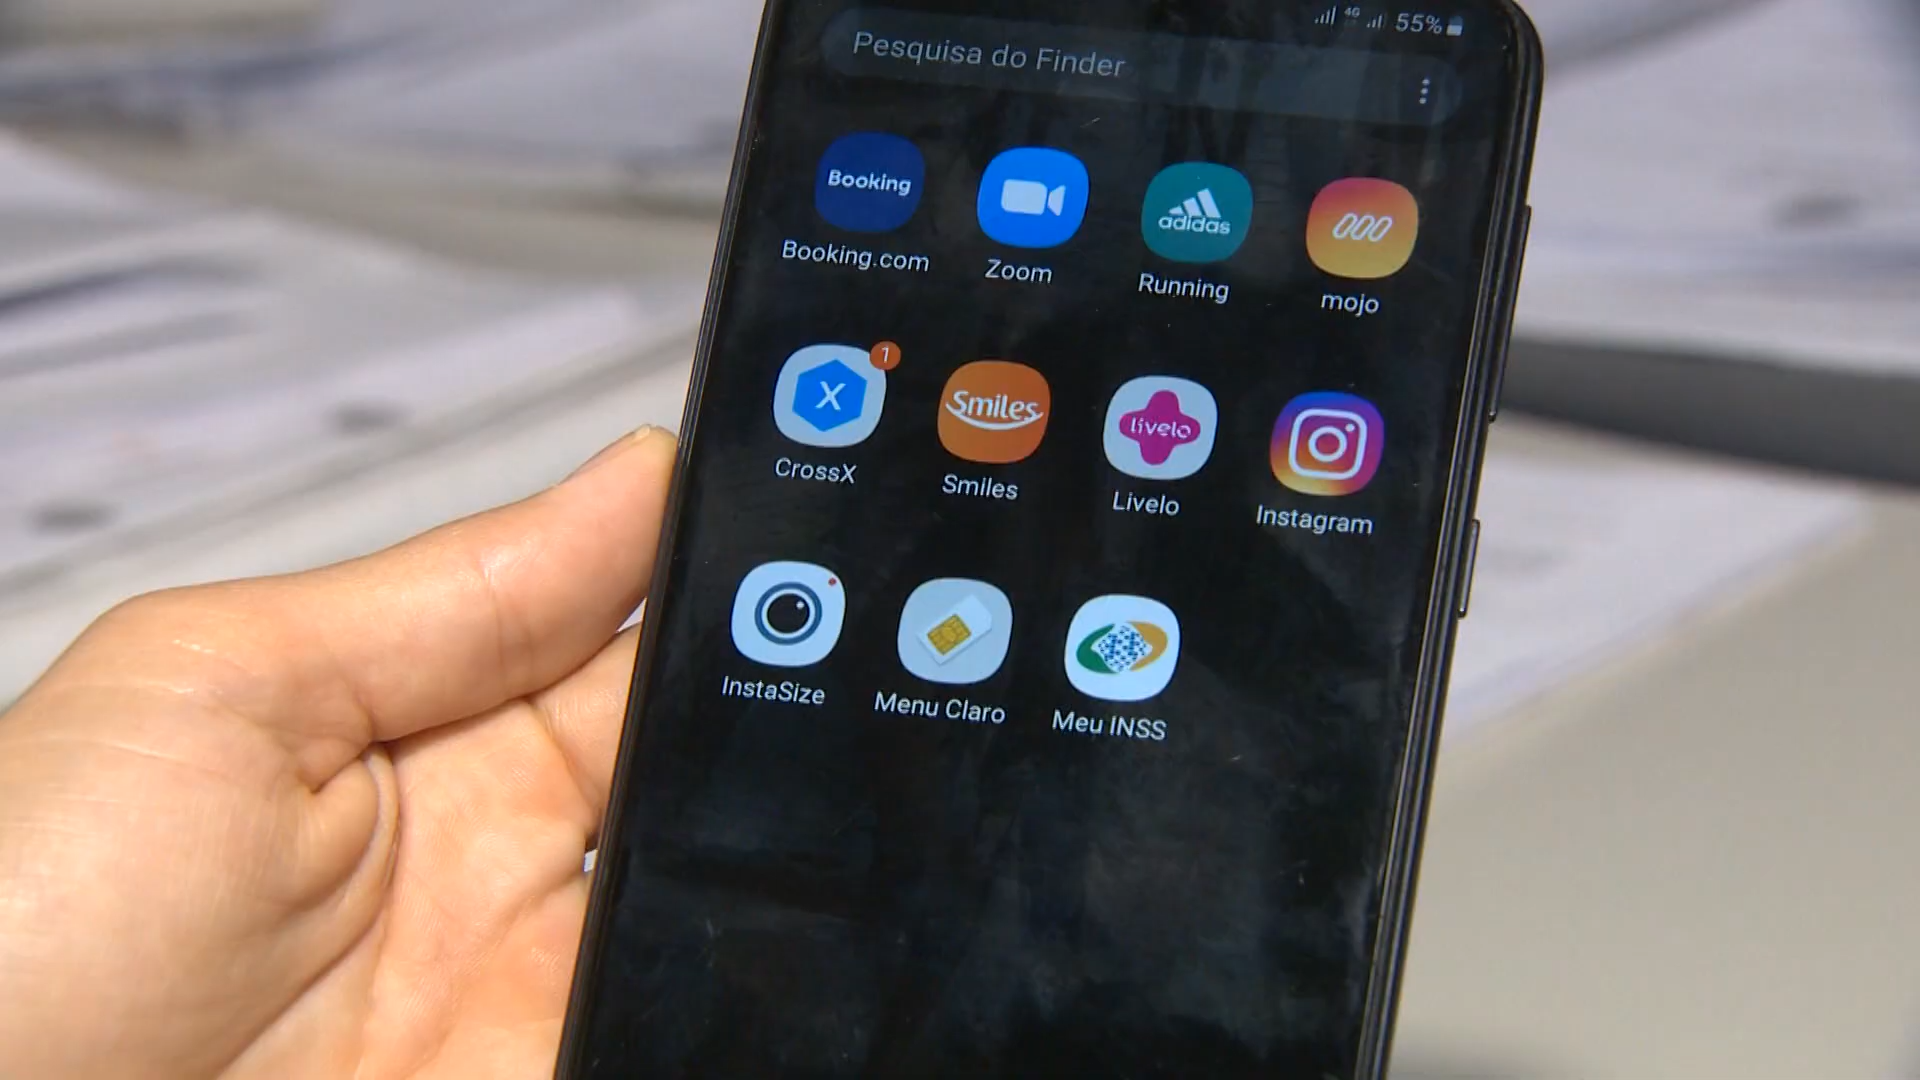 4G 55%
Pesquisa do Finder
Booking
adidas
Booking.com Zoom Running mojo
1
X Smiles livelo
CrossX Smiles Livelo Instagram
InstaSize Menu Claro Meu INSS